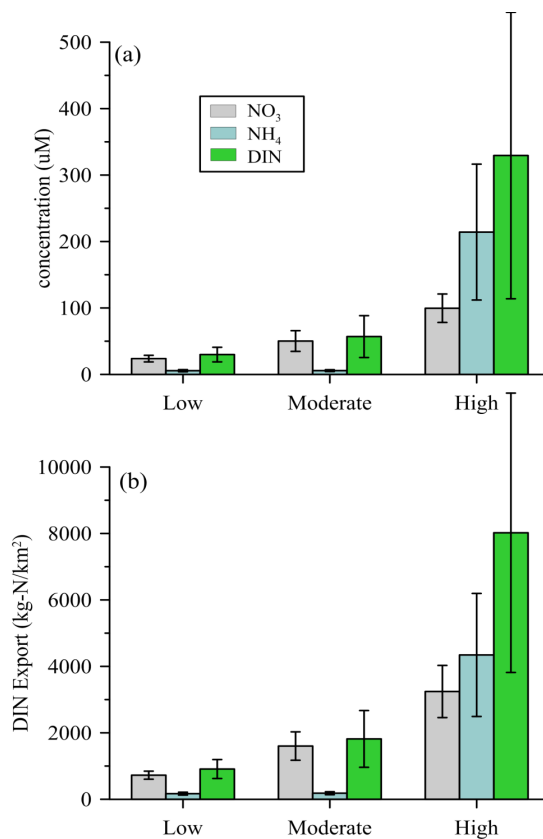 (a)
500
400
300
200
100
0
concentration (uM)
NO₃
NH₄
DIN
Low Moderate High
(b)
10000
8000
6000
4000
2000
0
DIN Export (kg-N/km²)
Low Moderate High